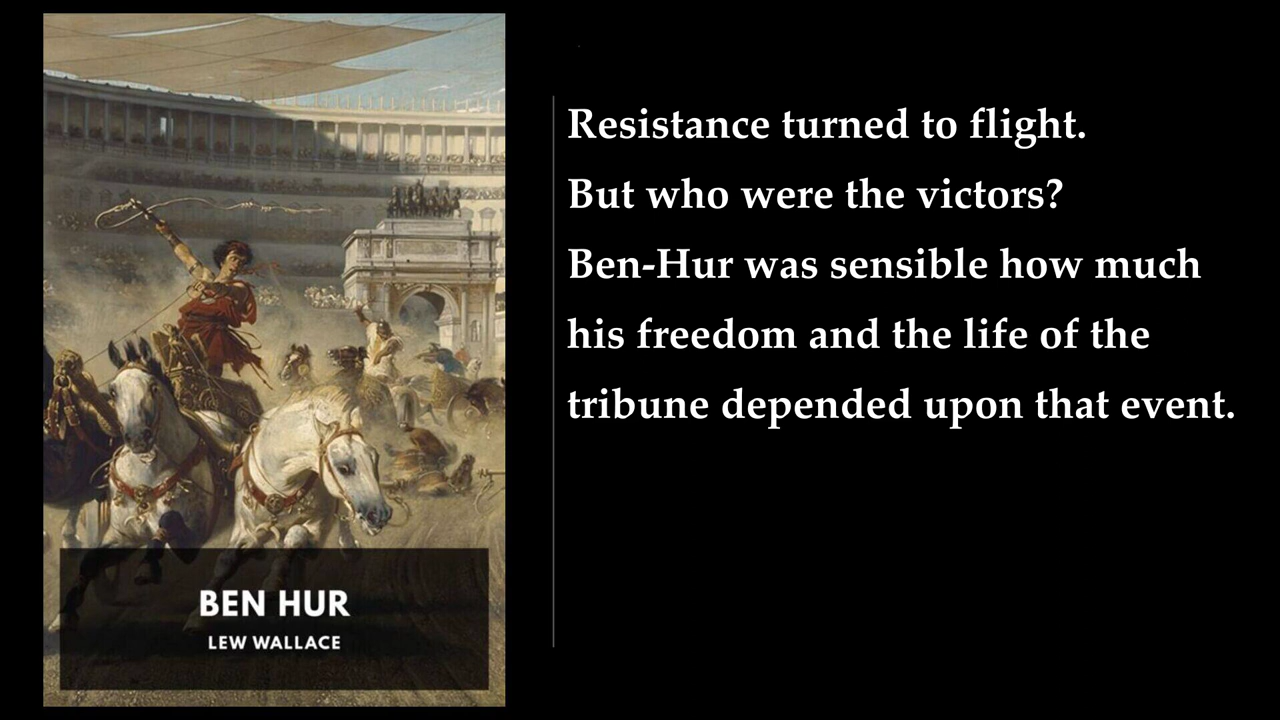 BEN HUR
LEW WALLACE
Resistance turned to flight.
But who were the victors?
Ben-Hur was sensible how much
his freedom and the life of the
tribune depended upon that event.